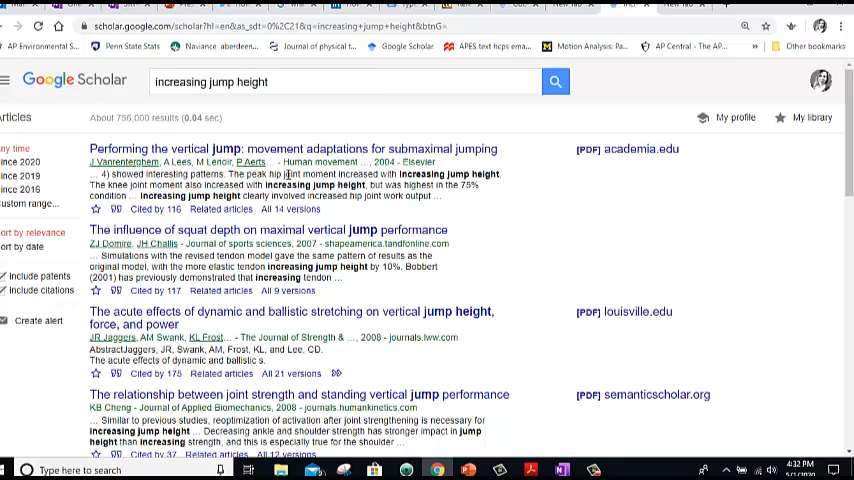 scholar.google.com/scholar?hl=en&as_sdt=0%2C21&q=increasing+jump+height&btnG=
AP Environmental S...
Penn State Stats
Naviance aberdeen...
Journal of physical t...
Google Scholar
APES text hcps ema...
Motion Analysis: Pa...
AP Central - The AP...
»
Other bookmarks
Google Scholar
increasing jump height
Articles
About 756,000 results (0.04 sec)
My profile
My library
Any time
Since 2020
Since 2019
Since 2016
Custom range...
Sort by relevance
Sort by date
include patents
include citations
Create alert
Performing the vertical jump: movement adaptations for submaximal jumping
J Vanrenterghem, A Lees, M Lenoir, P Aerts... - Human movement ..., 2004 - Elsevier
... 4) showed interesting patterns. The peak hip joint moment increased with increasing jump height.
The knee joint moment also increased with increasing jump height, but was highest in the 75%
condition ... Increasing jump height clearly involved increased hip joint work output ...
Cited by 116 Related articles All 14 versions
[PDF] academia.edu
The influence of squat depth on maximal vertical jump performance
ZJ Domire, JH Challis - Journal of sports sciences, 2007 - shapeamerica.tandfonline.com
... Simulations with the revised tendon model gave the same pattern of results as the
original model, with the more elastic tendon increasing jump height by 10%. Bobbert
(2001) has previously demonstrated that increasing tendon ...
Cited by 117 Related articles All 9 versions
The acute effects of dynamic and ballistic stretching on vertical jump height,
force, and power
JR Jaggers, AM Swank, KL Frost... - The Journal of Strength & ..., 2008 - journals.lww.com
AbstractJaggers, JR, Swank, AM, Frost, KL, and Lee, CD.
The acute effects of dynamic and ballistic s.
Cited by 175 Related articles All 21 versions
[PDF] louisville.edu
The relationship between joint strength and standing vertical jump performance
KB Cheng - Journal of Applied Biomechanics, 2008 - journals.humankinetics.com
... Similar to previous studies, reoptimization of activation after joint strengthening is necessary for
increasing jump height ... Decreasing ankle and shoulder strength has stronger impact in jump
height than increasing strength, and this is especially true for the shoulder ...
Cited by 37 Related articles All 12 versions
[PDF] semanticscholar.org
Type here to search
4:32 PM